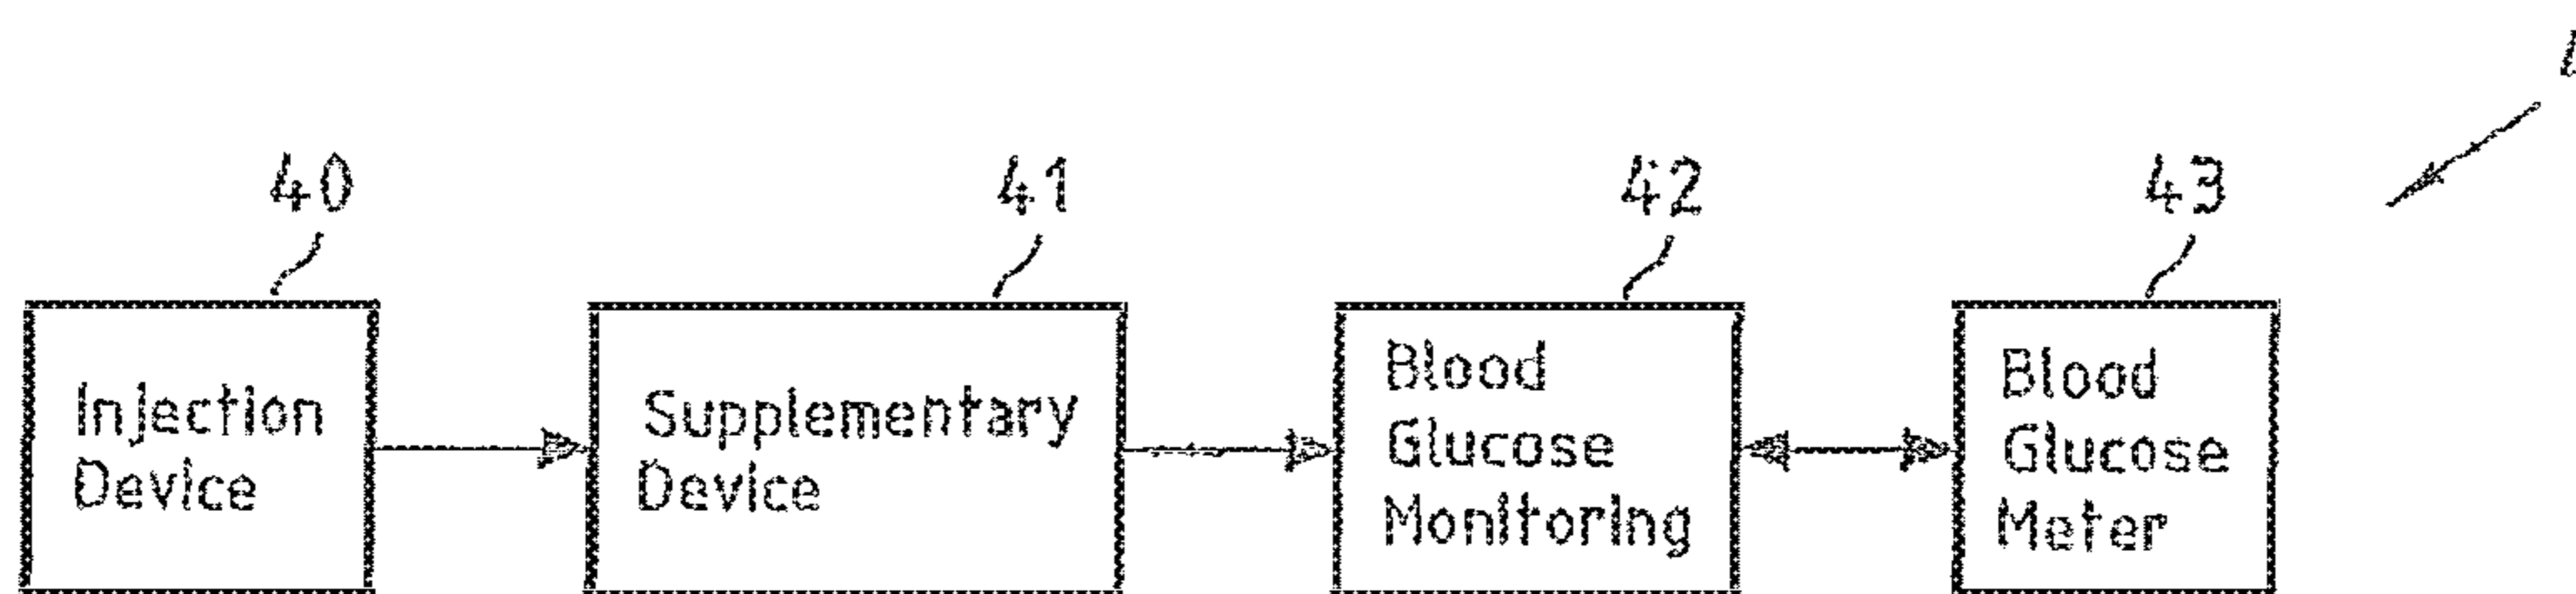 40
41
42
43
Injection
Device
Supplementary
Device
Blood
Glucose
Monitoring
Blood
Glucose
Meter